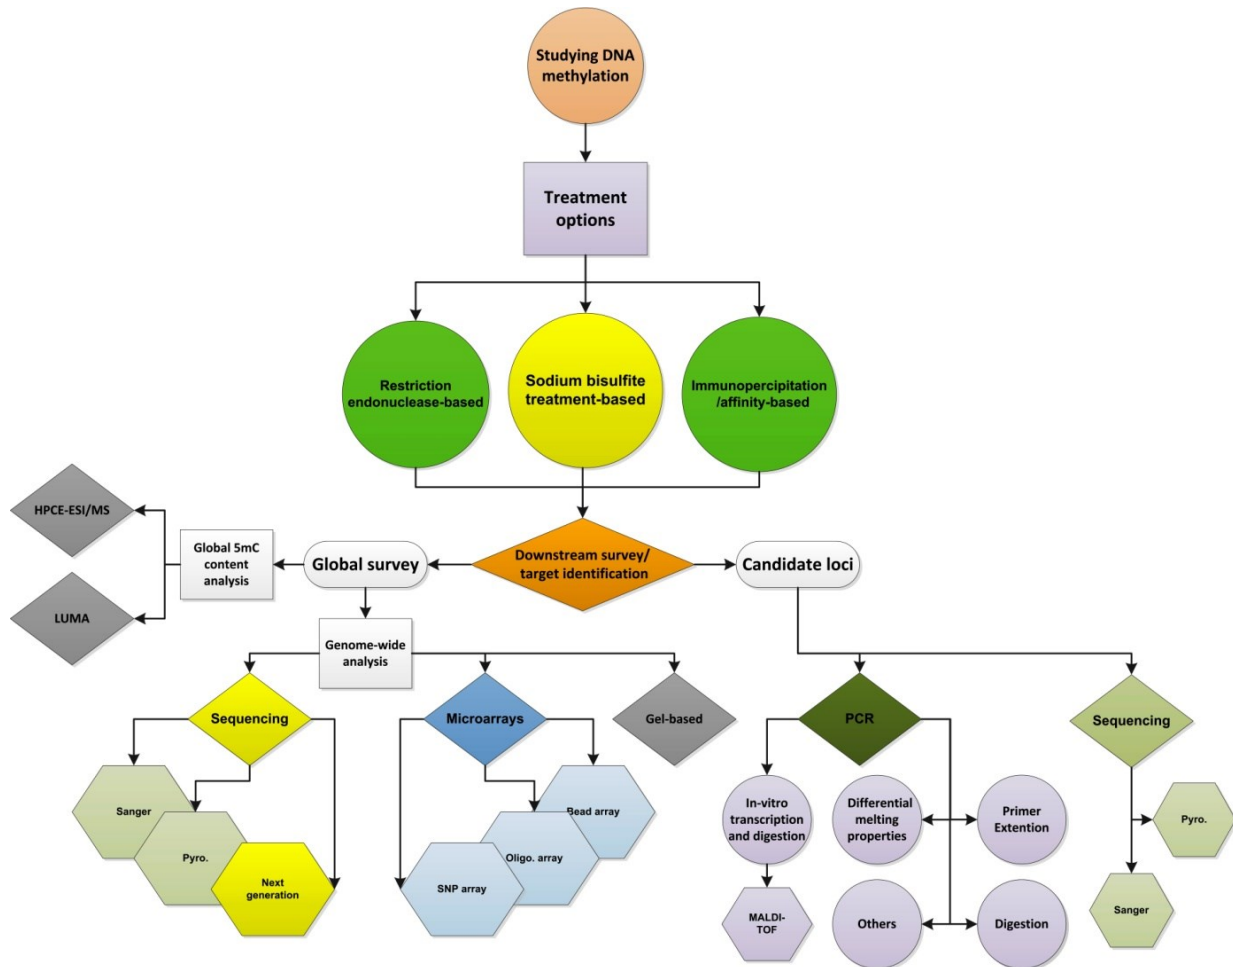 Studying DNA
methylation
Treatment
options
Restriction
endonuclease-based
Sodium bisulfite
treatment-based
Immunopercipitation
/affinity-based
HPCE-ESI/MS
LUMA
Global 5mC
content
analysis
Global survey
Downstream survey/
target identification
Candidate loci
Genome-wide
analysis
Sequencing
Microarrays
Gel-based
PCR
Sequencing
Sanger
Pyro.
Next
generation
Bead array
Oligo. array
SNP array
In-vitro
transcription
and digestion
Differential
melting
properties
Primer
Extention
Pyro.
MALDI-
TOF
Others
Digestion
Sanger